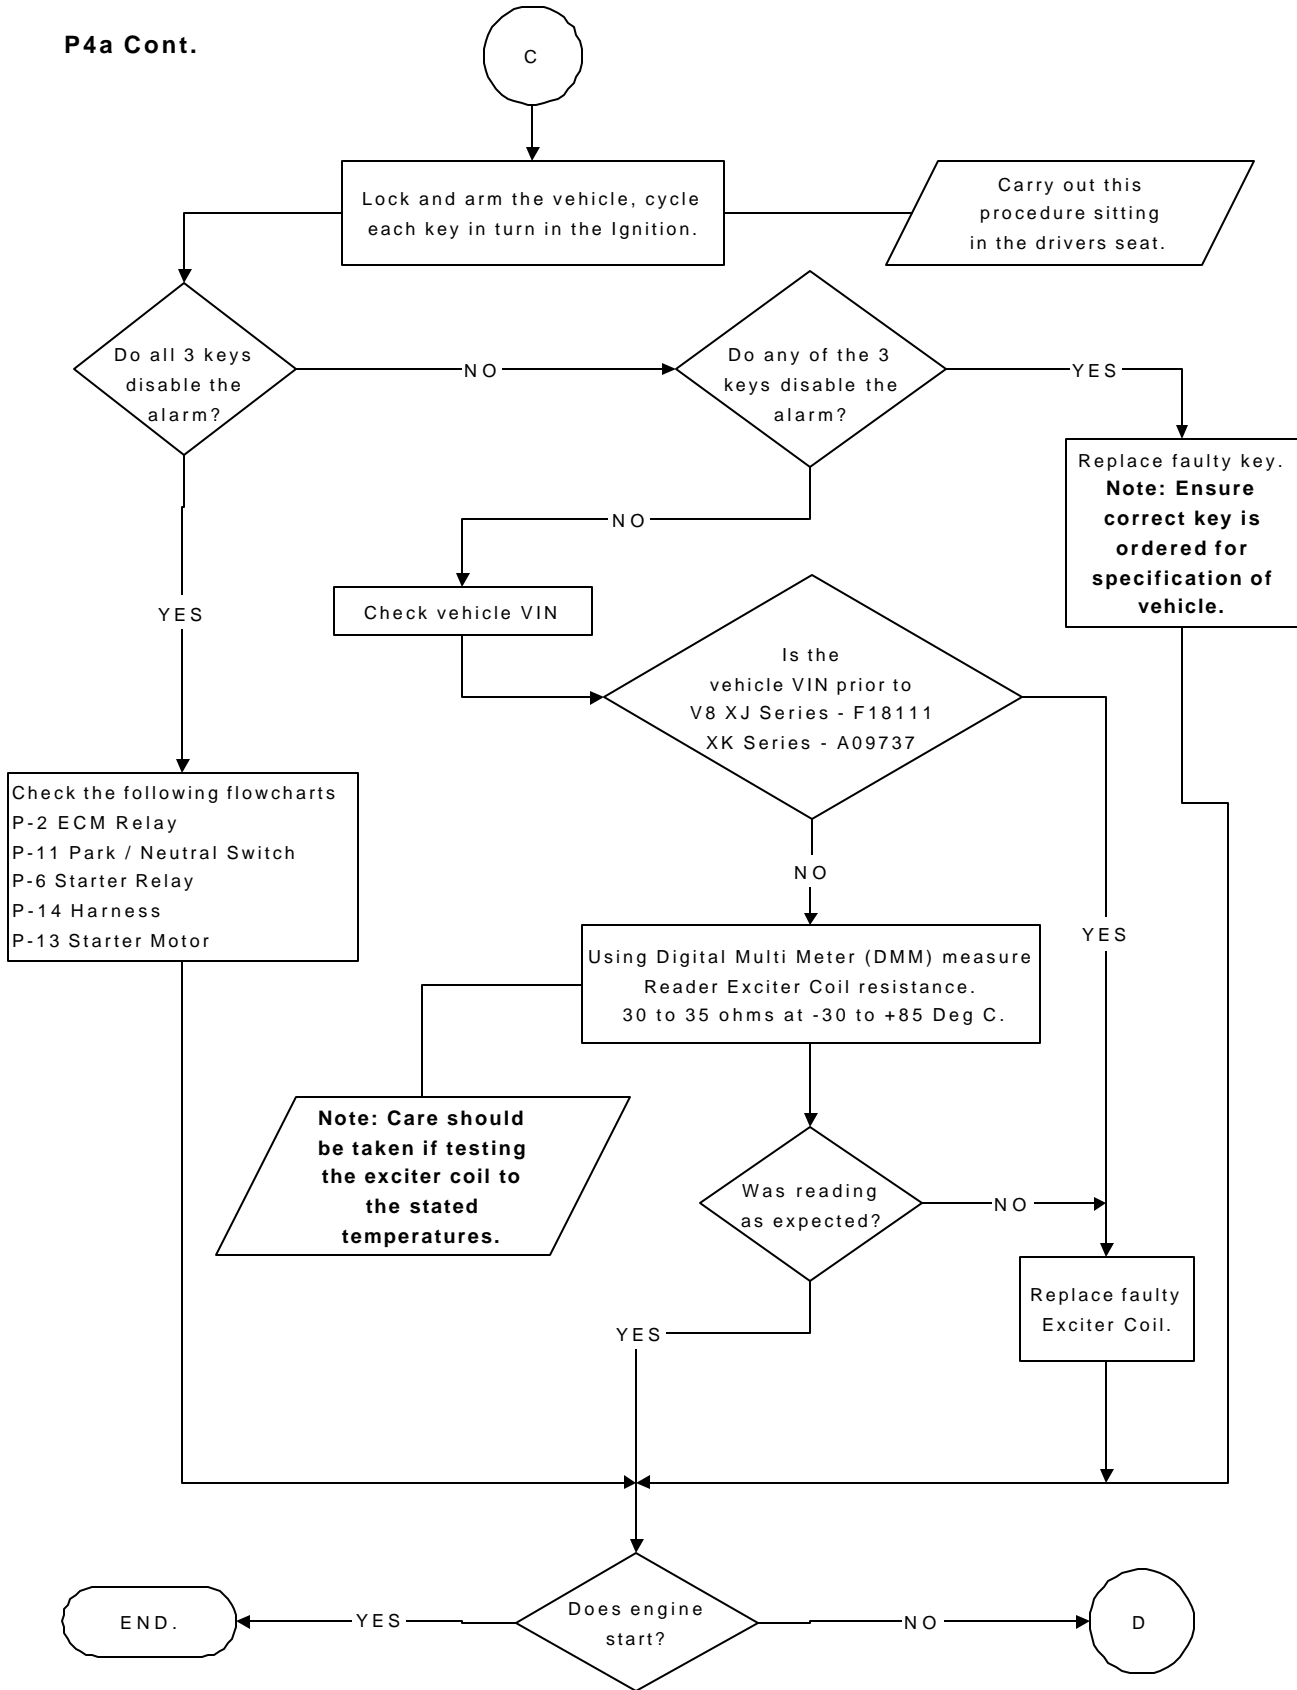 P4a Cont.
C
Lock and arm the vehicle, cycle
each key in turn in the Ignition.
Carry out this
procedure sitting
in the drivers seat.
Do all 3 keys
disable the
alarm?
NO
Do any of the 3
keys disable the
alarm?
YES
Replace faulty key.
Note: Ensure
correct key is
ordered for
specification of
vehicle.
NO
YES
Check vehicle VIN
Is the
vehicle VIN prior to
V8 XJ Series - F18111
XK Series - A09737
Check the following flowcharts
P-2 ECM Relay
P-11 Park / Neutral Switch
P-6 Starter Relay
P-14 Harness
P-13 Starter Motor
NO
YES
Using Digital Multi Meter (DMM) measure
Reader Exciter Coil resistance.
30 to 35 ohms at -30 to +85 Deg C.
Note: Care should
be taken if testing
the exciter coil to
the stated
temperatures.
Was reading
as expected?
NO
Replace faulty
Exciter Coil.
YES
Does engine
start?
YES
END.
NO
D